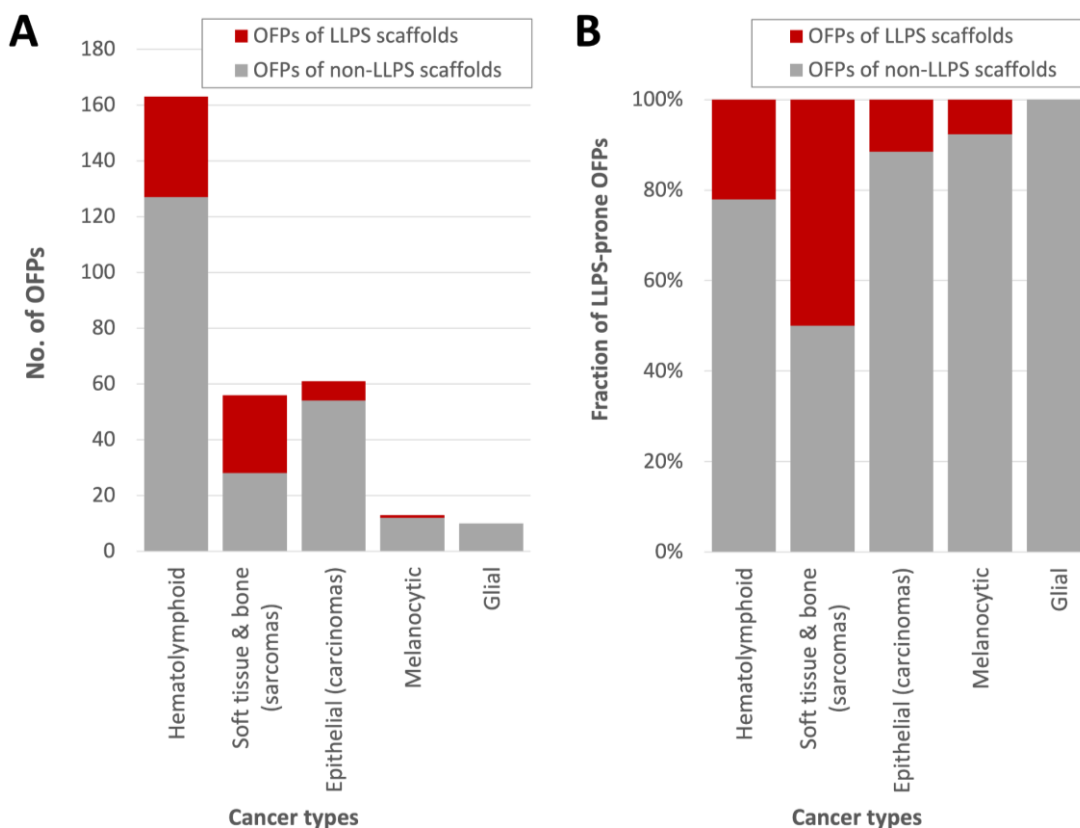 A
OFPs of LLPS scaffolds
OFPs of non-LLPS scaffolds
No. of OFPs
180
160
140
120
100
80
60
40
20
0
Hematolymphoid
Soft tissue & bone
(sarcomas)
Epithelial (carcinomas)
Melanocytic
Glial
Cancer types
B
OFPs of LLPS scaffolds
OFPs of non-LLPS scaffolds
Fraction of LLPS-prone OFPs
100%
80%
60%
40%
20%
0%
Hematolymphoid
Soft tissue & bone
(sarcomas)
Epithelial (carcinomas)
Melanocytic
Glial
Cancer types